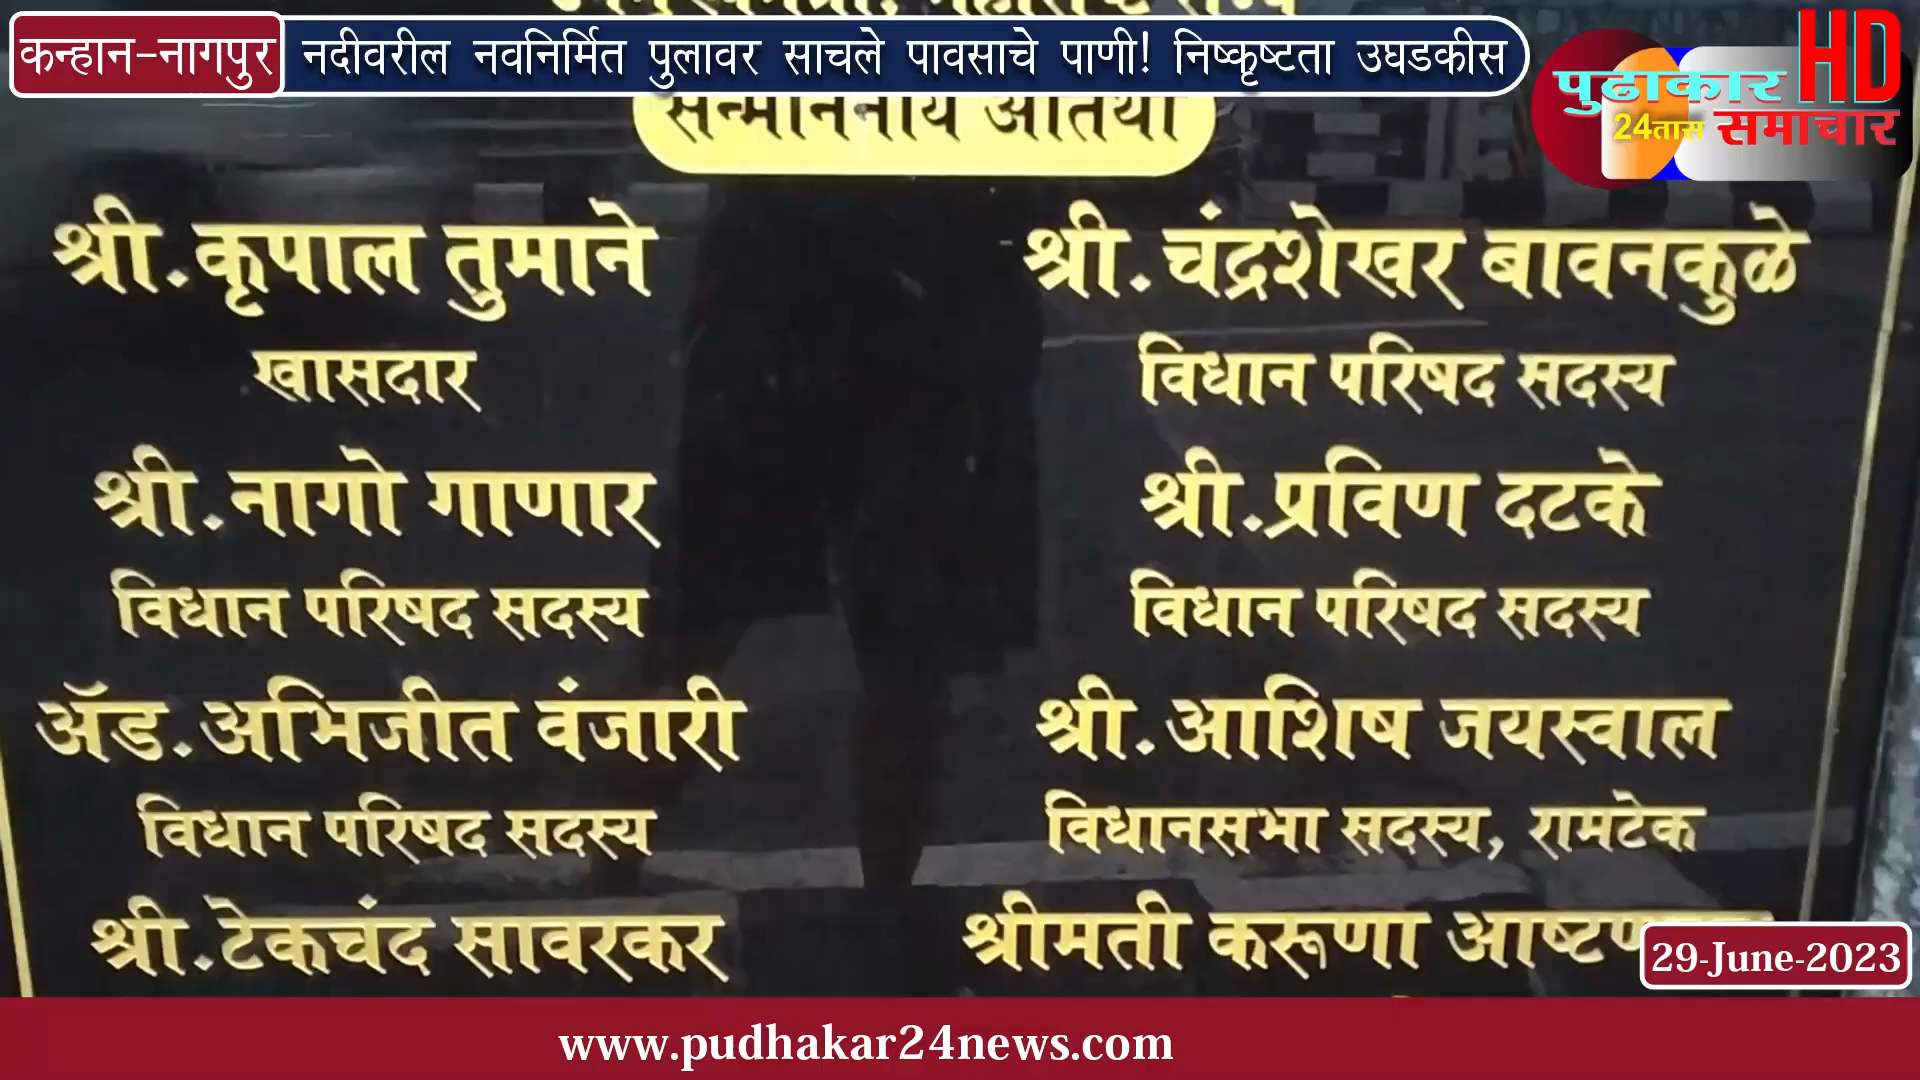 कन्हान-नागपुर नदीवरील नवनिर्मित पुलावर साचले पावसाचे पाणी! निष्कृष्टता उघडकीस
HD
पुढाकार
24तास समाचार
सन्माननीय अतिथी
श्री.कृपाल तुमाने
खासदार
श्री.चंद्रशेखर बावनकुळे
विधान परिषद सदस्य
श्री.नागो गाणार
विधान परिषद सदस्य
श्री.प्रविण दटके
विधान परिषद सदस्य
ॲड.अभिजीत वंजारी
विधान परिषद सदस्य
श्री.आशिष जयस्वाल
विधानसभा सदस्य, रामटेक
श्री.टेकचंद सावरकर
श्रीमती करूणा
29-June-2023
www.pudhakar24news.com